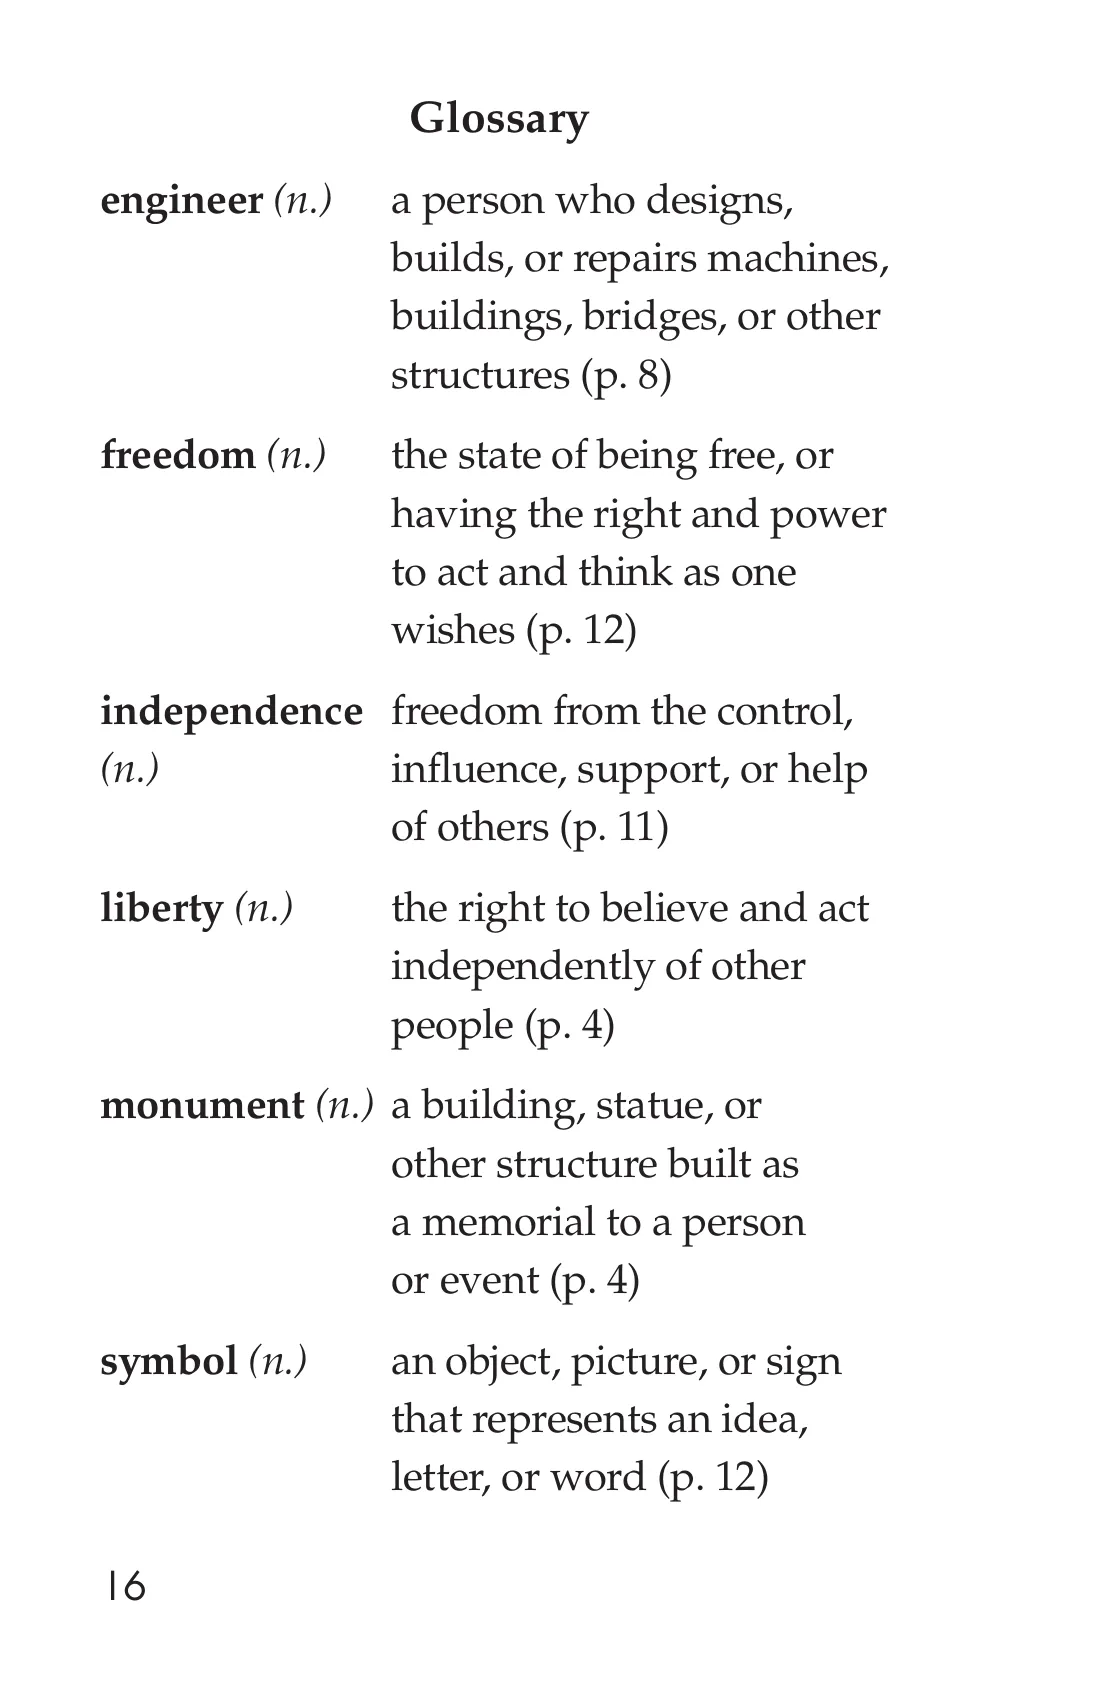 Glossary
engineer (n.) a person who designs,
builds, or repairs machines,
buildings, bridges, or other
structures (p. 8)
freedom (n.) the state of being free, or
having the right and power
to act and think as one
wishes (p. 12)
independence freedom from the control,
(n.) influence, support, or help
of others (p. 11)
liberty (n.) the right to believe and act
independently of other
people (p. 4)
monument (n.) a building, statue, or
other structure built as
a memorial to a person
or event (p. 4)
symbol (n.) an object, picture, or sign
that represents an idea,
letter, or word (p. 12)
16